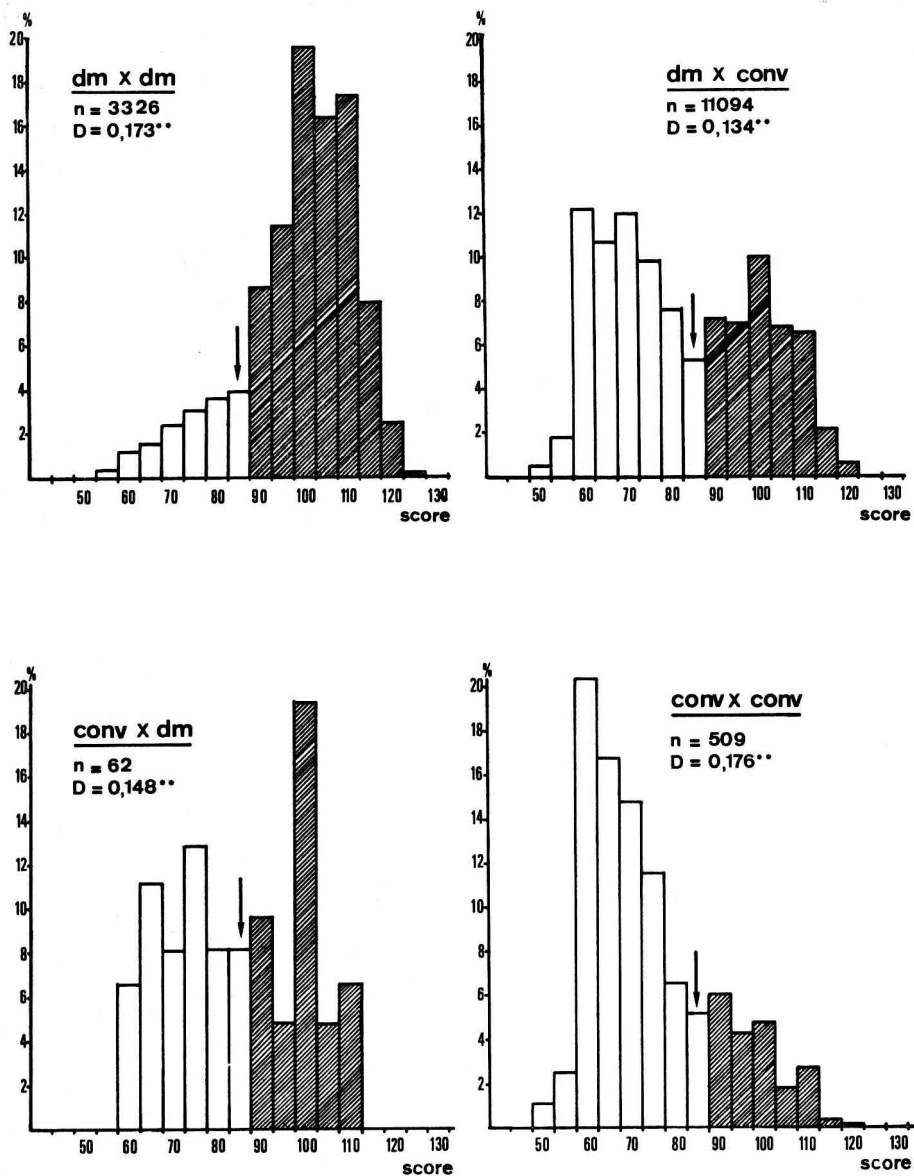 %
20
18
16
14
12
10
8
6
4
2
dm x dm
n = 3326
D = 0,173**
50 60 70 80 90 100 110 120 130
score
%
20
18
16
14
12
10
8
6
4
2
dm x conv
n = 11094
D = 0,134**
50 60 70 80 90 100 110 120 130
score
%
20
18
16
14
12
10
8
6
4
2
conv x dm
n = 62
D = 0,148**
50 60 70 80 90 100 110 120 130
score
%
20
18
16
14
12
10
8
6
4
2
conv x conv
n = 509
D = 0,176**
50 60 70 80 90 100 110 120 130
score